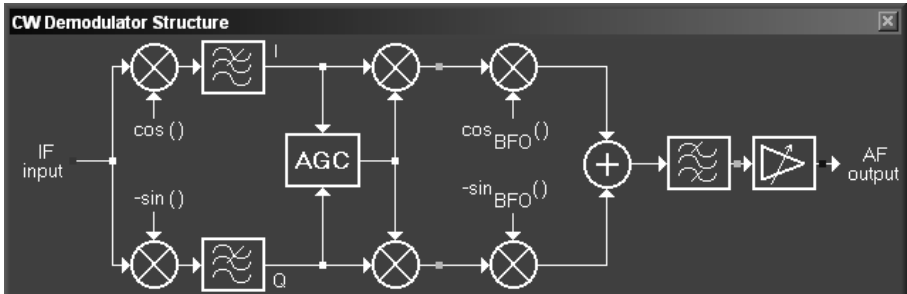 CW Demodulator Structure
I
cos ()
cos BFO ()
IF
input
AGC
AF
output
-sin ()
-sin BFO ()
Q